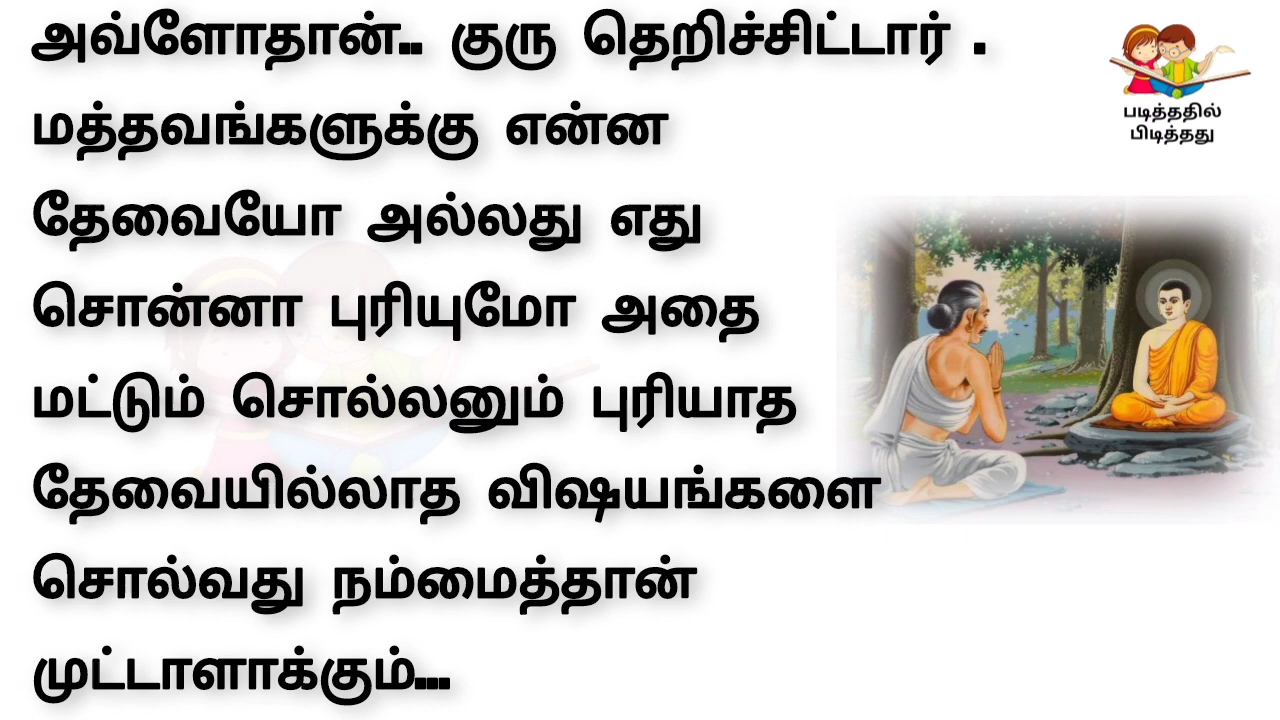 அவ்ளோதான்.. குரு தெறிச்சிட்டார் .
மத்தவங்களுக்கு என்ன
தேவையோ அல்லது எது
சொன்னா புரியுமோ அதை
மட்டும் சொல்லனும் புரியாத
தேவையில்லாத விஷயங்களை
சொல்வது நம்மைத்தான்
முட்டாளாக்கும்...
படித்ததில்
பிடித்தது